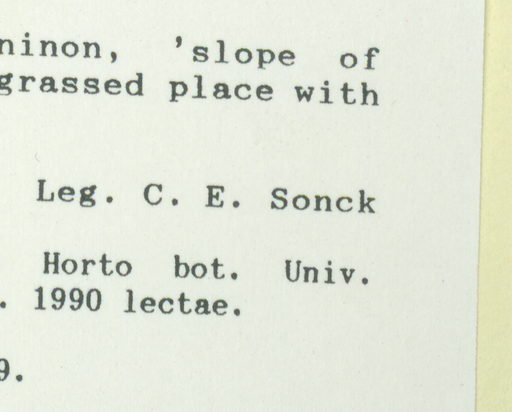 ninon, 'slope of
grassed place with
Leg. C. E. Sonck
Horto bot. Univ.
. 1990 lectae.
9.